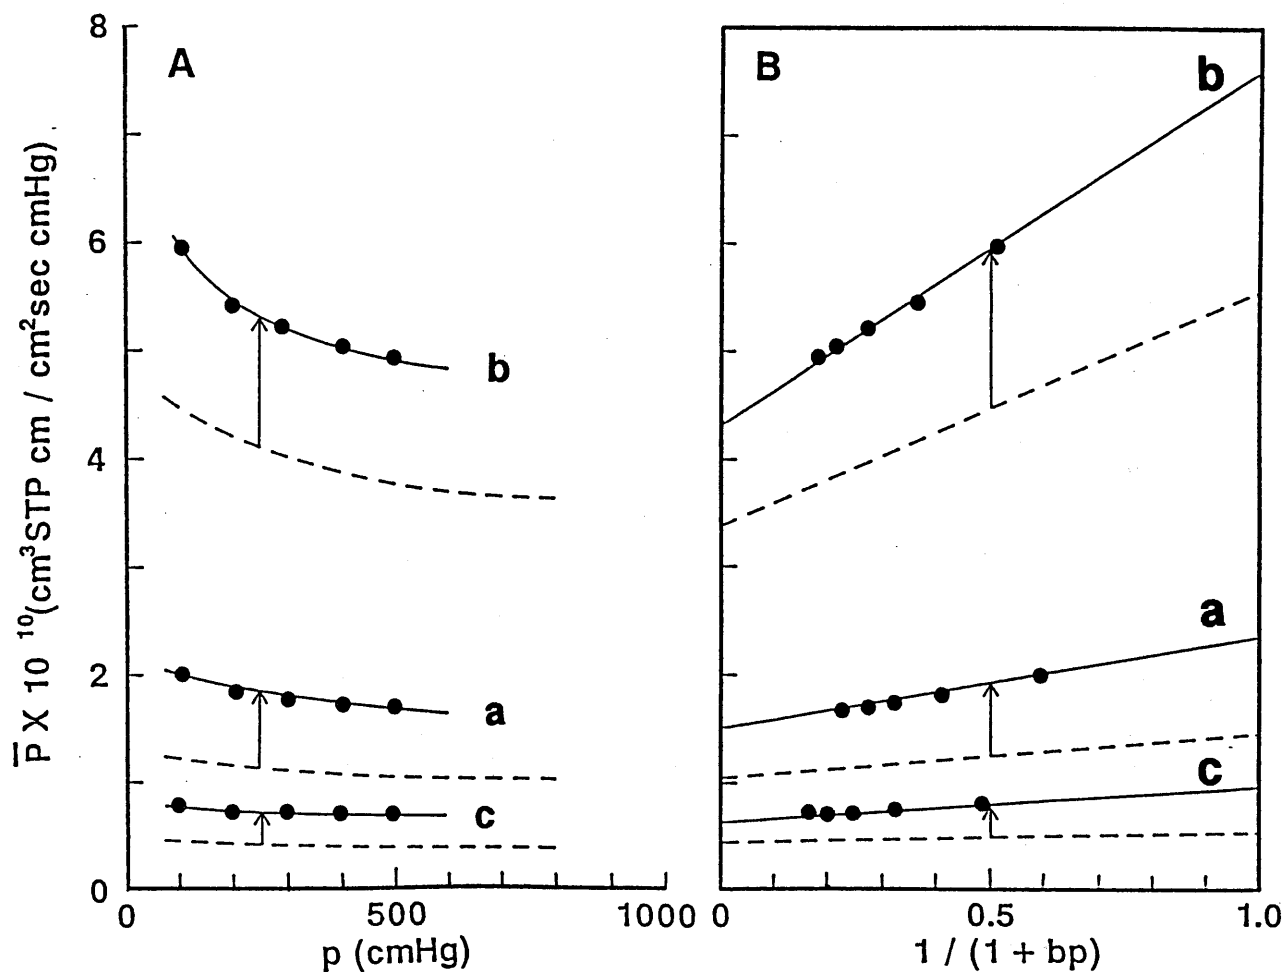 8
6
4
2
0
P̅ X 10 ¹⁰(cm³STP cm / cm²sec cmHg)
A
b
a
c
0
500
1000
p (cmHg)
B
b
a
c
0
0.5
1.0
1 / (1 + bp)